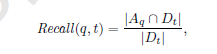 Recall(q, t) = |A_q ∩ D_t| / |D_t|,